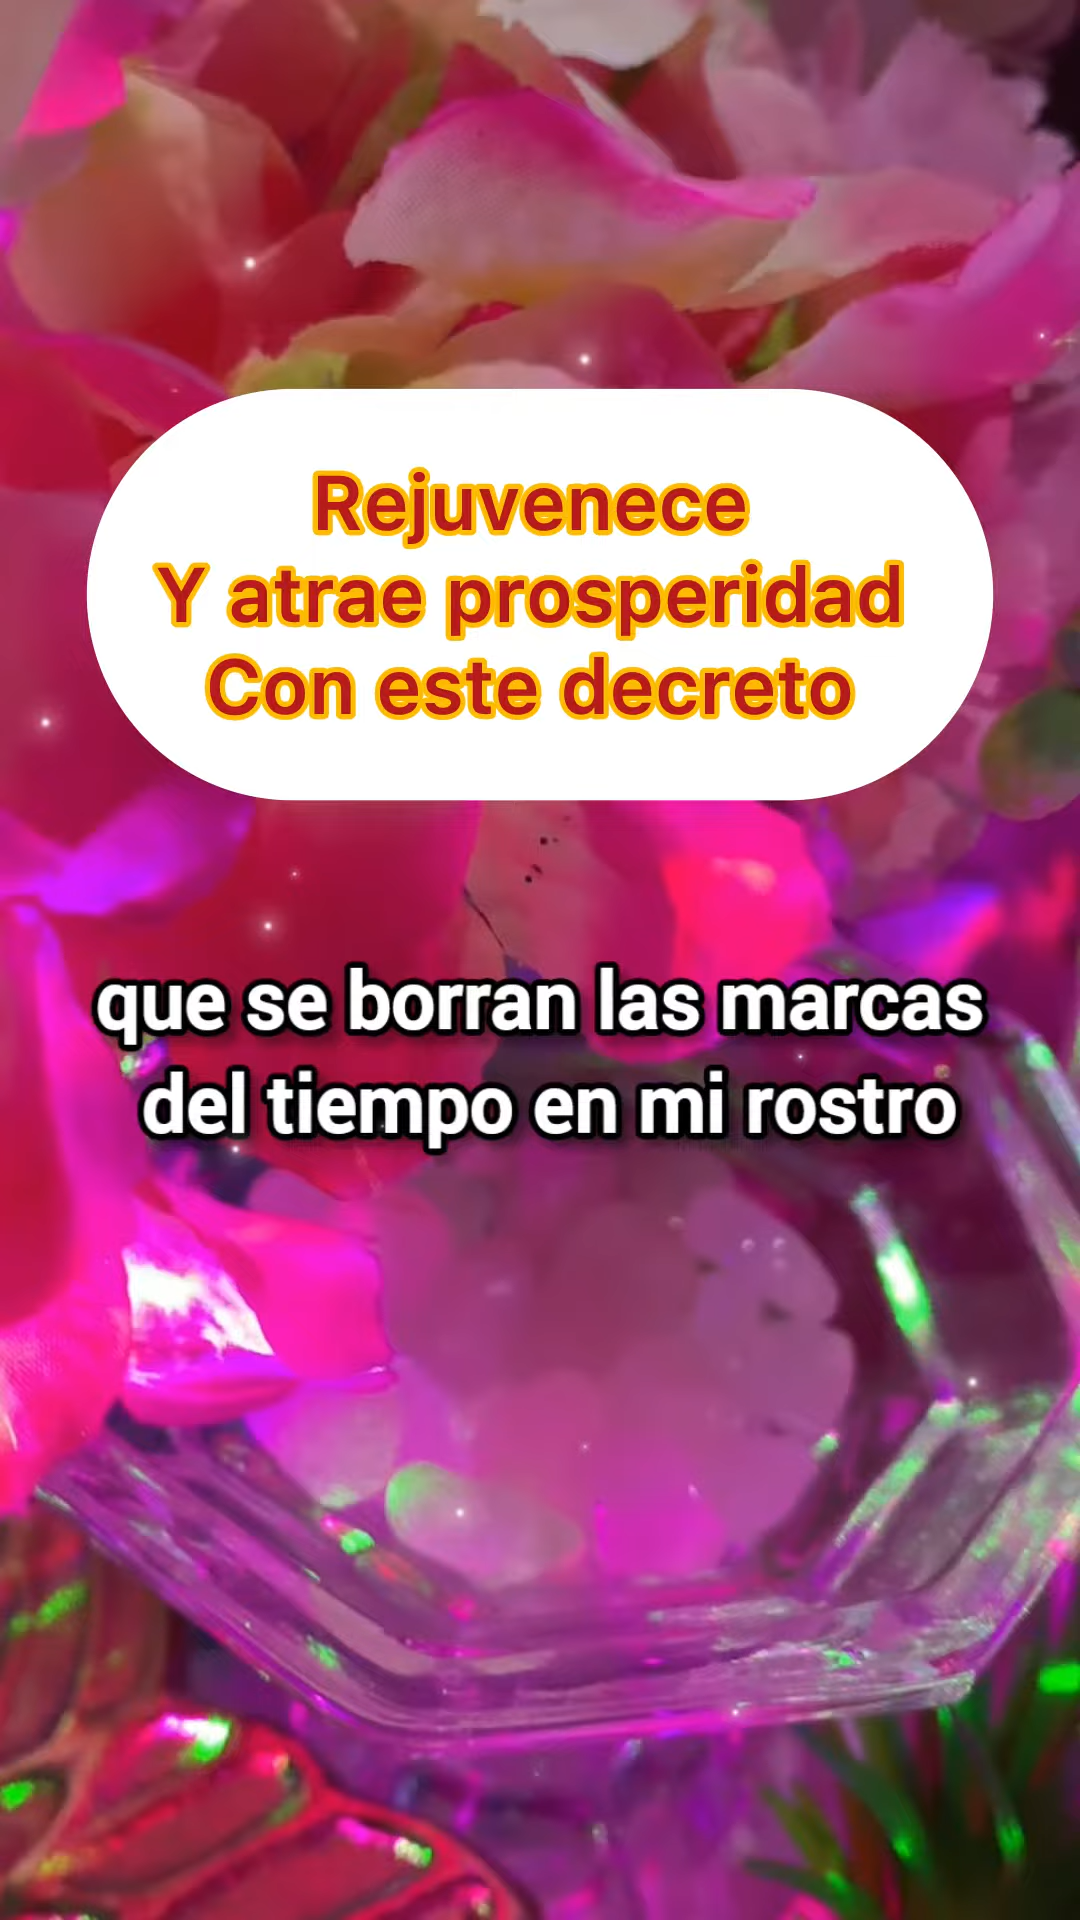 Rejuvenece
Y atrae prosperidad
Con este decreto
que se borran las marcas
del tiempo en mi rostro